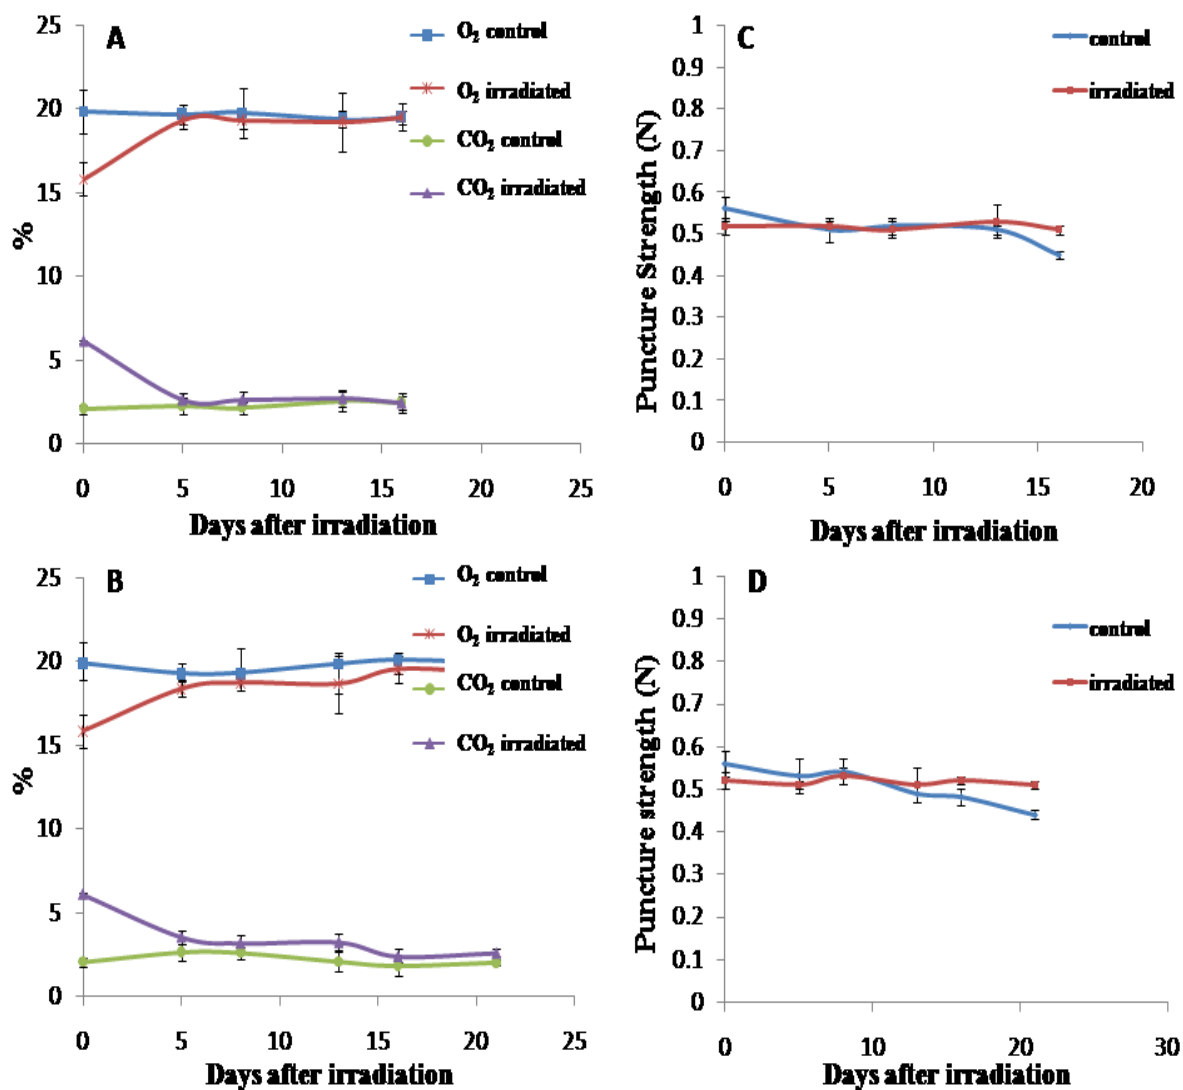 A
O₂ control
O₂ irradiated
CO₂ control
CO₂ irradiated
25
20
15
10
5
0
%
0 5 10 15 20 25
Days after irradiation
C
control
irradiated
1
0.9
0.8
0.7
0.6
0.5
0.4
0.3
0.2
0.1
0
Puncture Strength (N)
0 5 10 15 20
Days after irradiation
B
O₂ control
O₂ irradiated
CO₂ control
CO₂ irradiated
25
20
15
10
5
0
%
0 5 10 15 20 25
Days after irradiation
D
control
irradiated
1
0.9
0.8
0.7
0.6
0.5
0.4
0.3
0.2
0.1
0
Puncture strength (N)
0 10 20 30
Days after irradiation